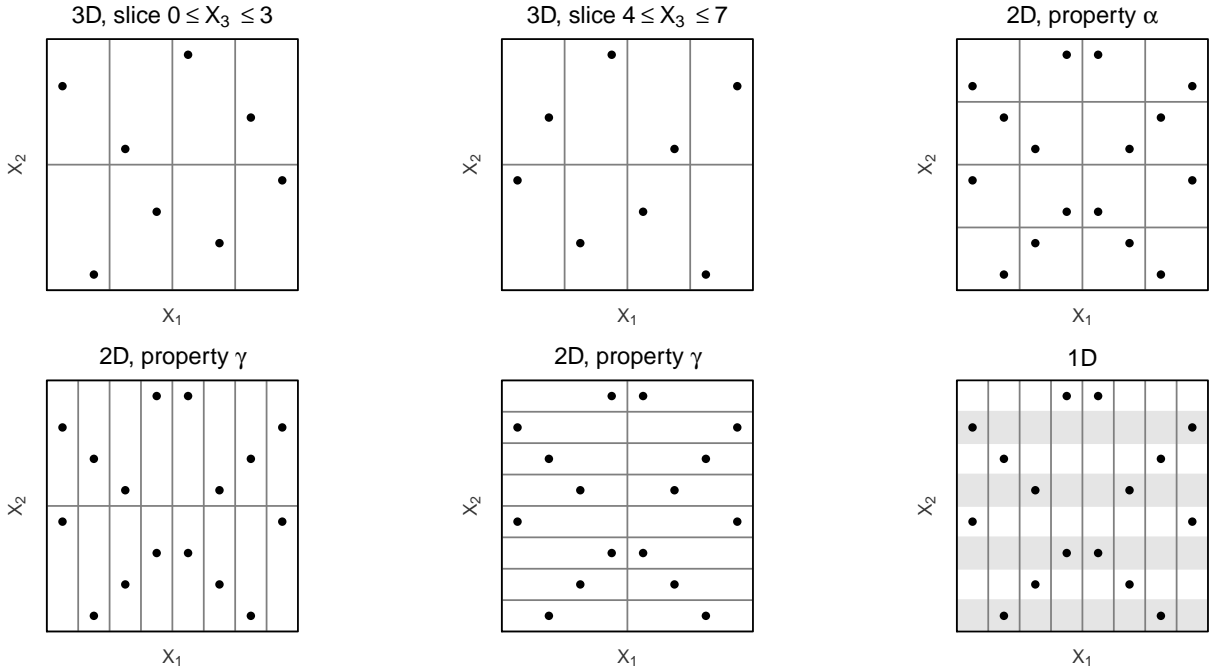 3D, slice 0 ≤ X₃ ≤ 3
3D, slice 4 ≤ X₃ ≤ 7
2D, property α
X₂
X₂
X₂
X₁
X₁
X₁
2D, property γ
2D, property γ
1D
X₂
X₂
X₂
X₁
X₁
X₁